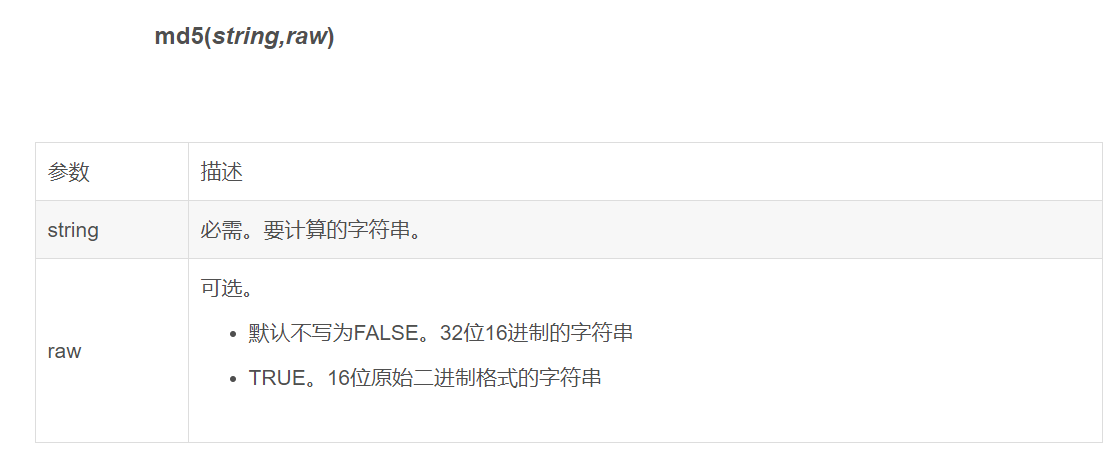 md5(string,raw)
参数 描述
string 必需。要计算的字符串。
可选。
• 默认不写为FALSE。32位16进制的字符串
raw
• TRUE。16位原始二进制格式的字符串